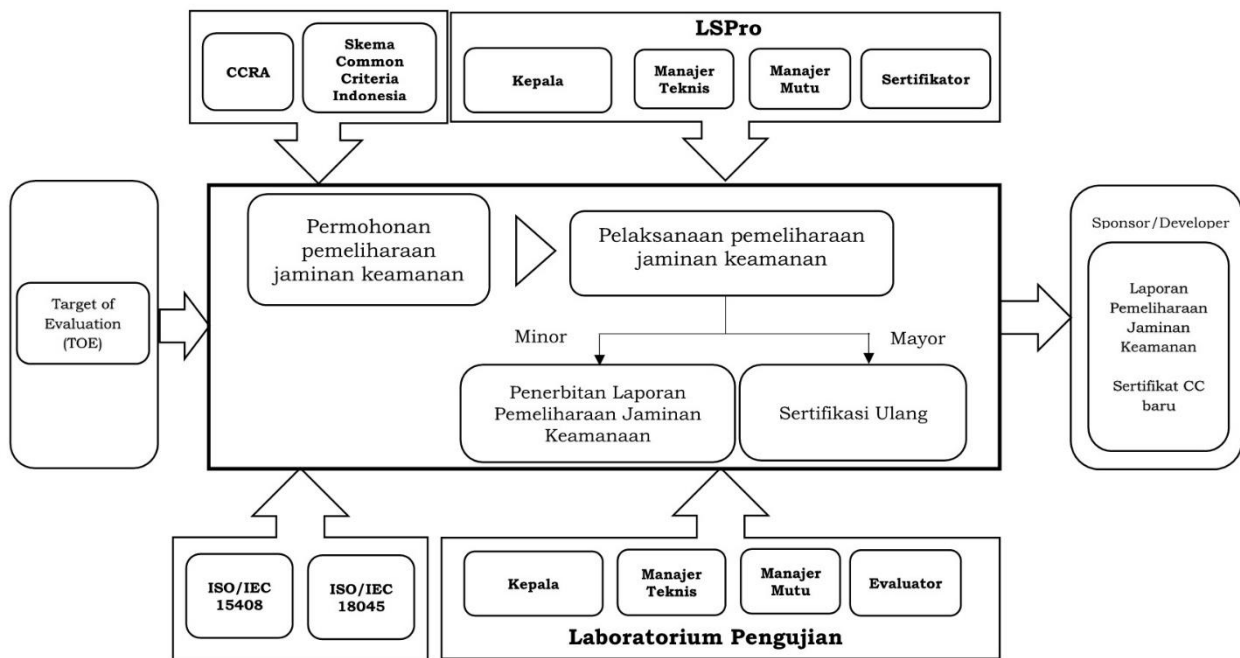 LSPro
CCRA
Skema
Common
Criteria
Indonesia
Kepala
Manajer
Teknis
Manajer
Mutu
Sertifikator
Target of
Evaluation
(TOE)
Permohonan
pemeliharaan
jaminan keamanan
Pelaksanaan pemeliharaan
jaminan keamanan
Minor
Mayor
Penerbitan Laporan
Pemeliharaan Jaminan
Keamanaan
Sertifikasi Ulang
Sponsor/Developer
Laporan
Pemeliharaan
Jaminan
Keamanan
Sertifikat CC
baru
ISO/IEC
15408
ISO/IEC
18045
Kepala
Manajer
Teknis
Manajer
Mutu
Evaluator
Laboratorium Pengujian